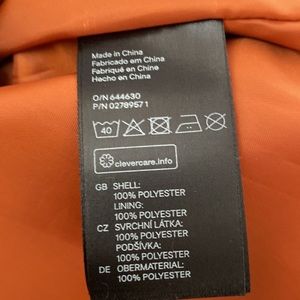 Made in China
Fabricado em China
Fabriqué en Chine
Hecho en China
O/N 644630
P/N 02789571
40
clevercare.info
GB SHELL:
100% POLYESTER
LINING:
100% POLYESTER
CZ SVRCHNÍ LÁTKA:
100% POLYESTER
PODŠÍVKA:
100% POLYESTER
DE OBERMATERIAL:
100% POLYESTER